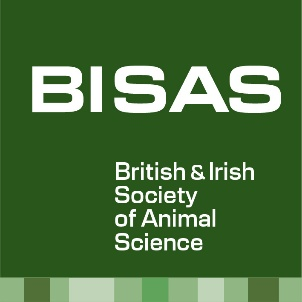 BISAS
British & Irish
Society
of Animal
Science